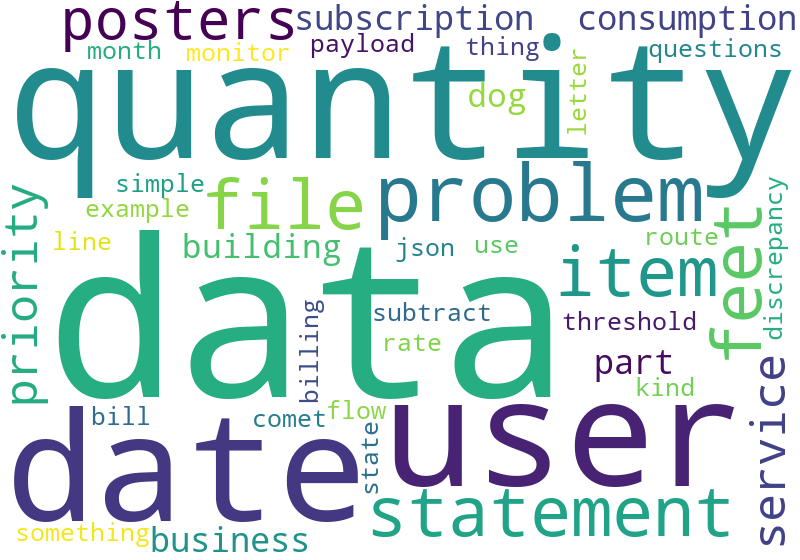 posters
subscription
consumption
month
monitor
payload
thing
questions
quantity
dog
letter
simple
file
problem
example
priority
line
building
json
use
item
route
feet
discrepancy
data
billing
subtract
threshold
rate
part
kind
bill
date
comet
flow
state
user
service
statement
something
business